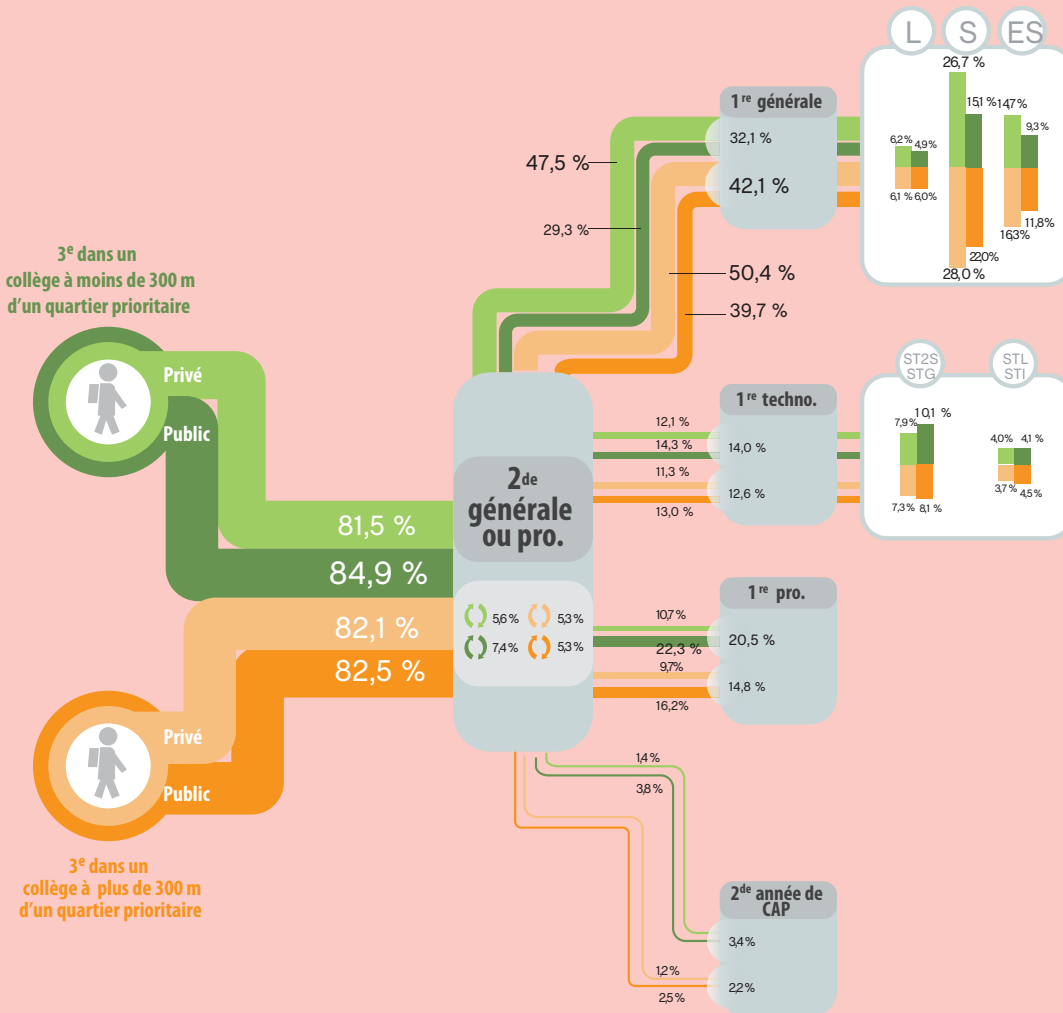 L S ES
26,7 %
15,1 % 14,7%
9,3%
6,2% 4,9%
6,1 % 6,0%
11,8%
16,3%
22,0%
28,0 %
1re générale
32,1 %
42,1 %
47,5 %
29,3 %
50,4 %
39,7 %
3e dans un
collège à moins de 300 m
d'un quartier prioritaire
Privé
Public
81,5 %
84,9 %
82,1 %
82,5 %
Privé
Public
3e dans un
collège à plus de 300 m
d'un quartier prioritaire
2de
générale
ou pro.
5,6% 5,3%
7,4% 5,3%
1re techno.
12,1 %
14,3 %
14,0%
11,3 %
12,6%
13,0 %
ST2S
STG
STL
STI
7,9% 10,1 %
4,0% 4,1 %
7,3% 8,1%
3,7% 4,5%
1re pro.
10,7%
22,3 %
20,5 %
9,7%
14,8 %
16,2%
1,4%
3,8%
2de année de
CAP
3,4%
1,2%
2,2%
2,5%